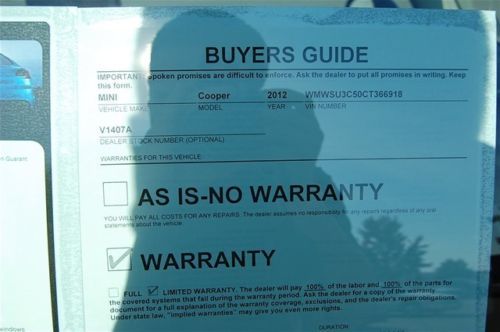 BUYERS GUIDE
IMPORTANT: Spoken promises are difficult to enforce. Ask the dealer to put all promises in writing. Keep
this form.
MINI Cooper 2012 WMWSU3C50CT366918
VEHICLE MAKE MODEL YEAR VIN NUMBER
V1407A
DEALER STOCK NUMBER (OPTIONAL)
WARRANTIES FOR THIS VEHICLE:
AS IS-NO WARRANTY
YOU WILL PAY ALL COSTS FOR ANY REPAIRS. The dealer assumes no responsibility for any repairs regardless of any oral
statements about the vehicle.
WARRANTY
FULL LIMITED WARRANTY. The dealer will pay 100% of the labor and 100% of the parts for
the covered systems that fail during the warranty period. Ask the dealer for a copy of the warranty
document for a full explanation of the warranty coverage, exclusions, and the dealer's repair obligations.
Under state law, "implied warranties" may give you even more rights.
DURATION:
windows